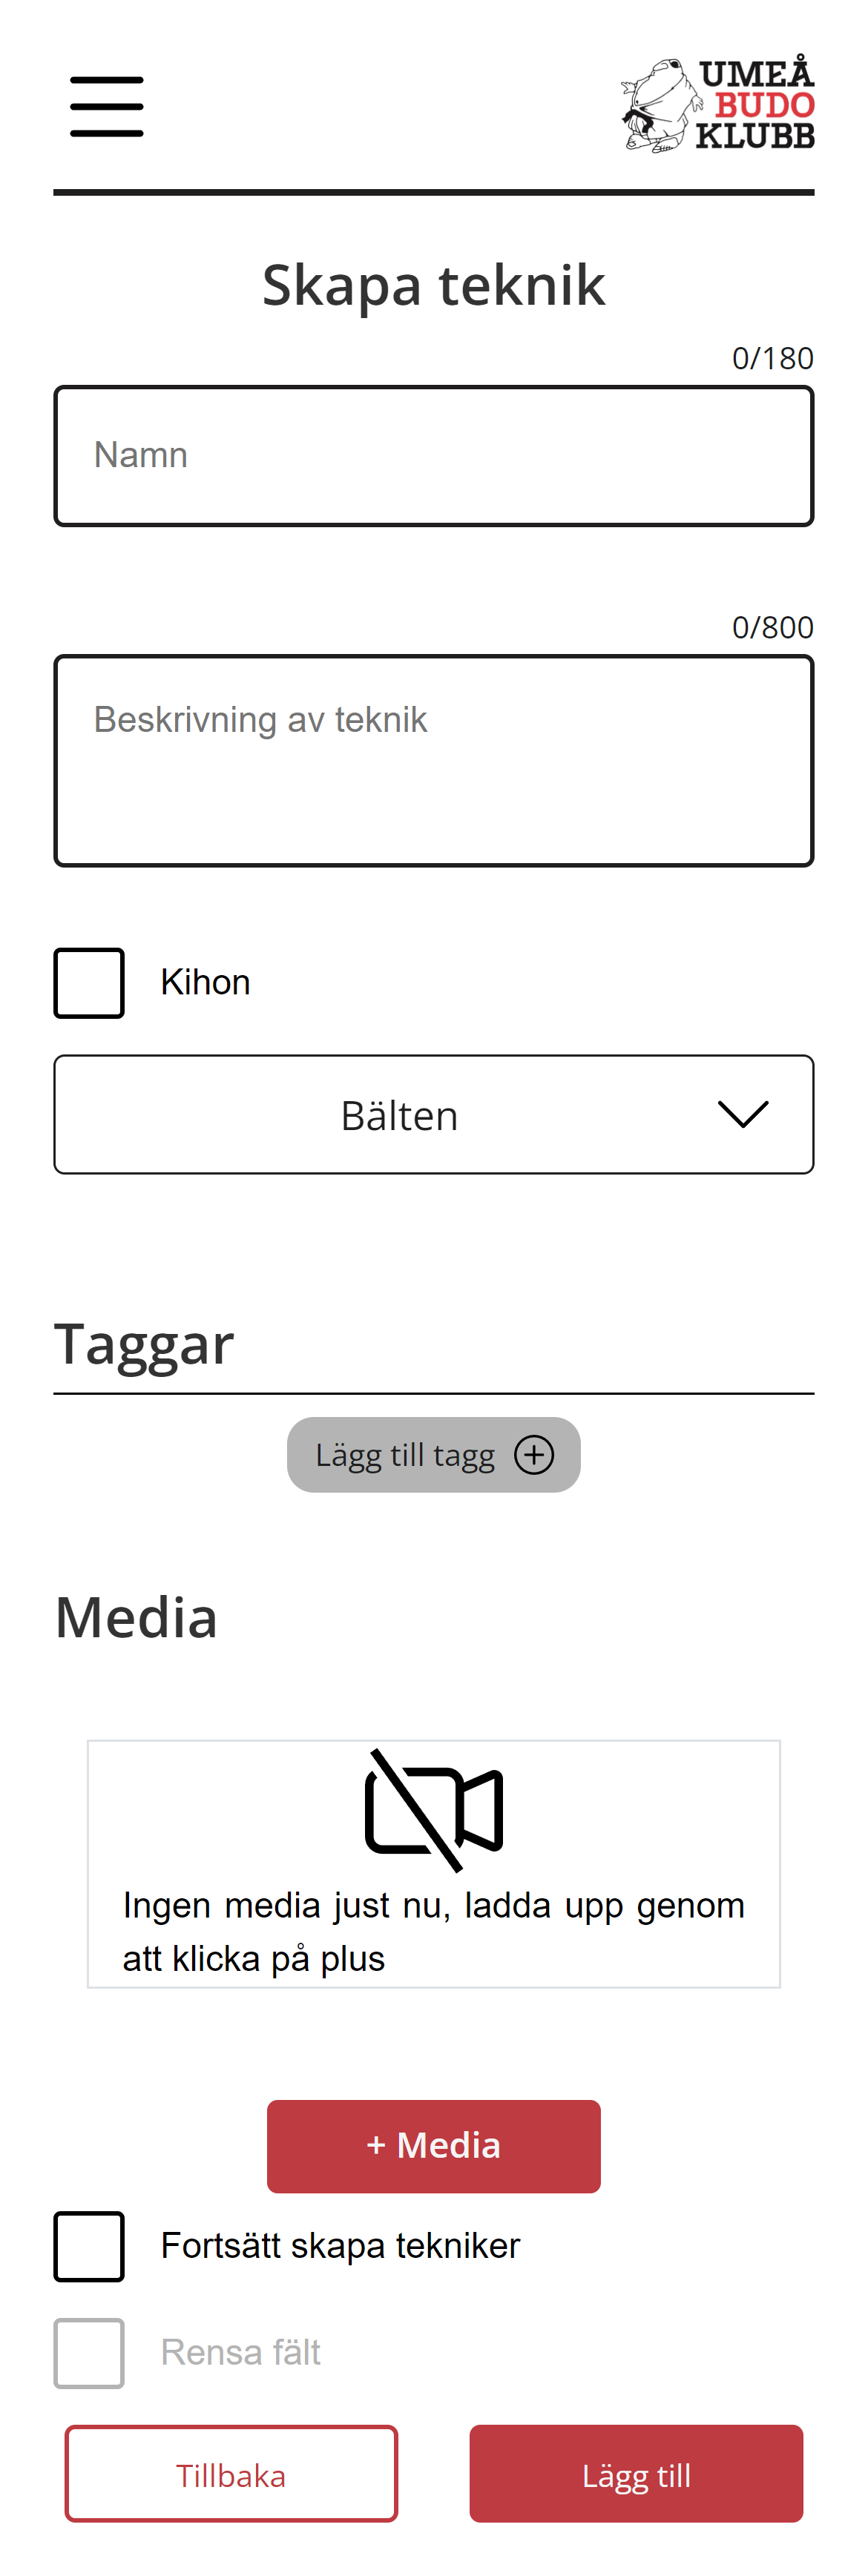 UMEÅ
BUDO
KLUBB
Skapa teknik
0/180
Namn
0/800
Beskrivning av teknik
Kihon
Bälten
Taggar
Lägg till tagg
Media
Ingen media just nu, ladda upp genom
att klicka på plus
+ Media
Fortsätt skapa tekniker
Rensa fält
Tillbaka
Lägg till